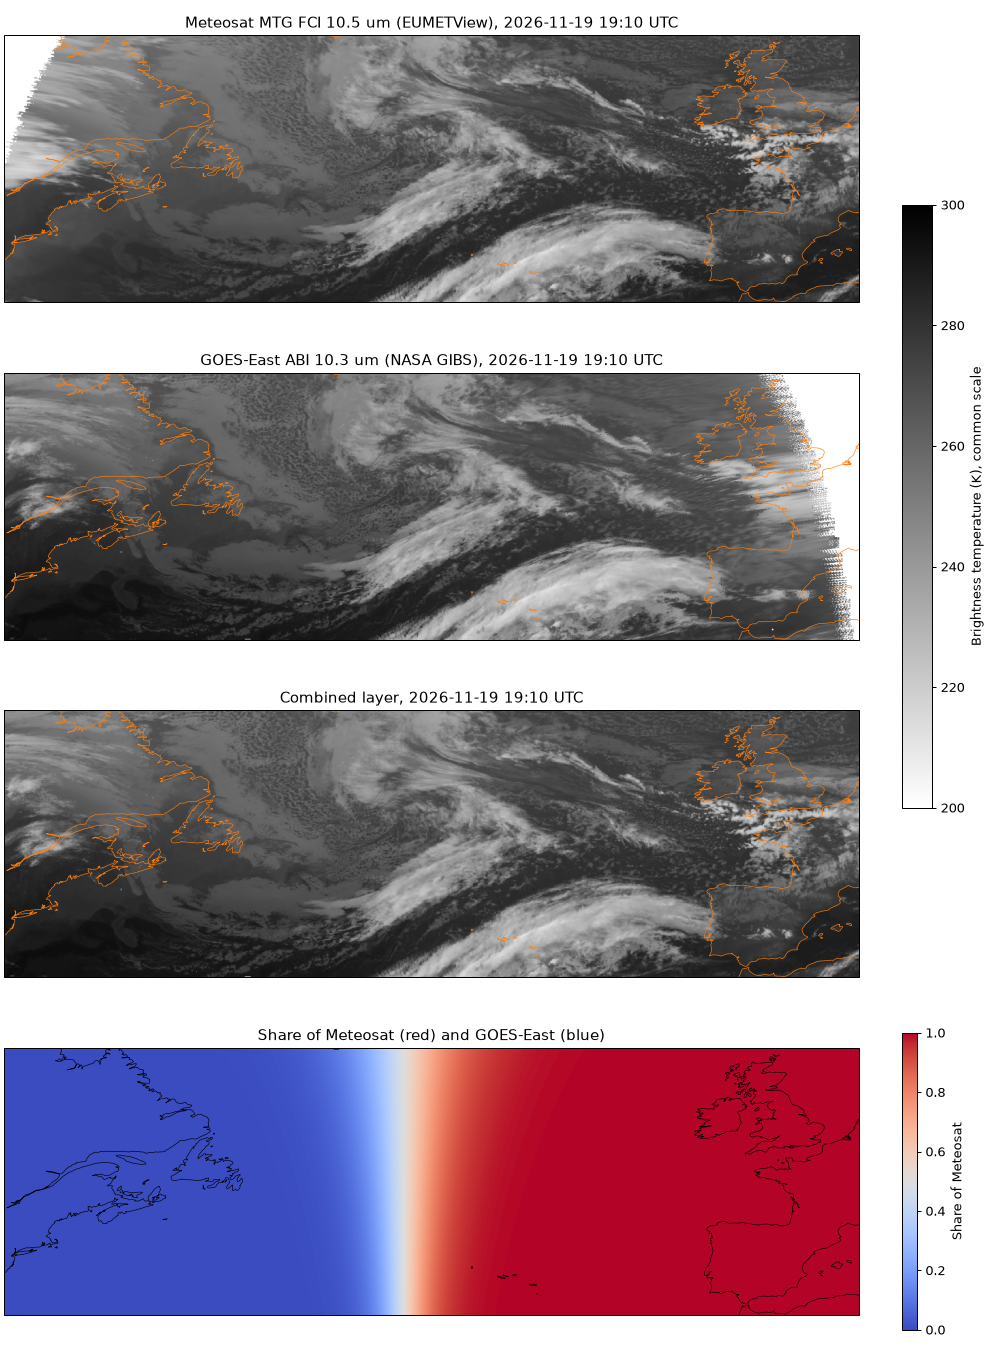 Meteosat MTG FCI 10.5 um (EUMETView), 2026-11-19 19:10 UTC
GOES-East ABI 10.3 um (NASA GIBS), 2026-11-19 19:10 UTC
300
280
260
240
220
200
Brightness temperature (K), common scale
Combined layer, 2026-11-19 19:10 UTC
Share of Meteosat (red) and GOES-East (blue)
1.0
0.8
0.6
0.4
0.2
0.0
Share of Meteosat